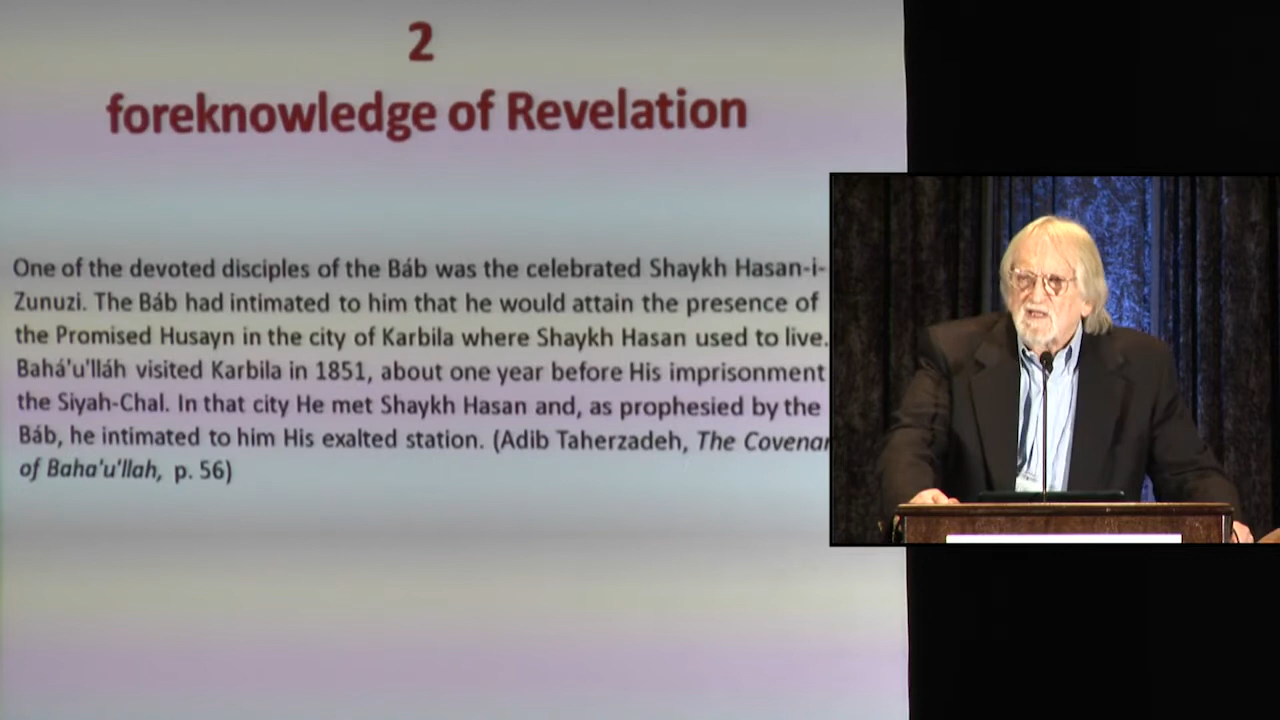 2
foreknowledge of Revelation
One of the devoted disciples of the Báb was the celebrated Shaykh Hasan-i-
Zunuzi. The Báb had intimated to him that he would attain the presence of
the Promised Husayn in the city of Karbila where Shaykh Hasan used to live.
Bahá'u'lláh visited Karbila in 1851, about one year before His imprisonment
the Siyah-Chal. In that city He met Shaykh Hasan and, as prophesied by the
Báb, he intimated to him His exalted station. (Adib Taherzadeh, The
of Baha'u'llah, p. 56)